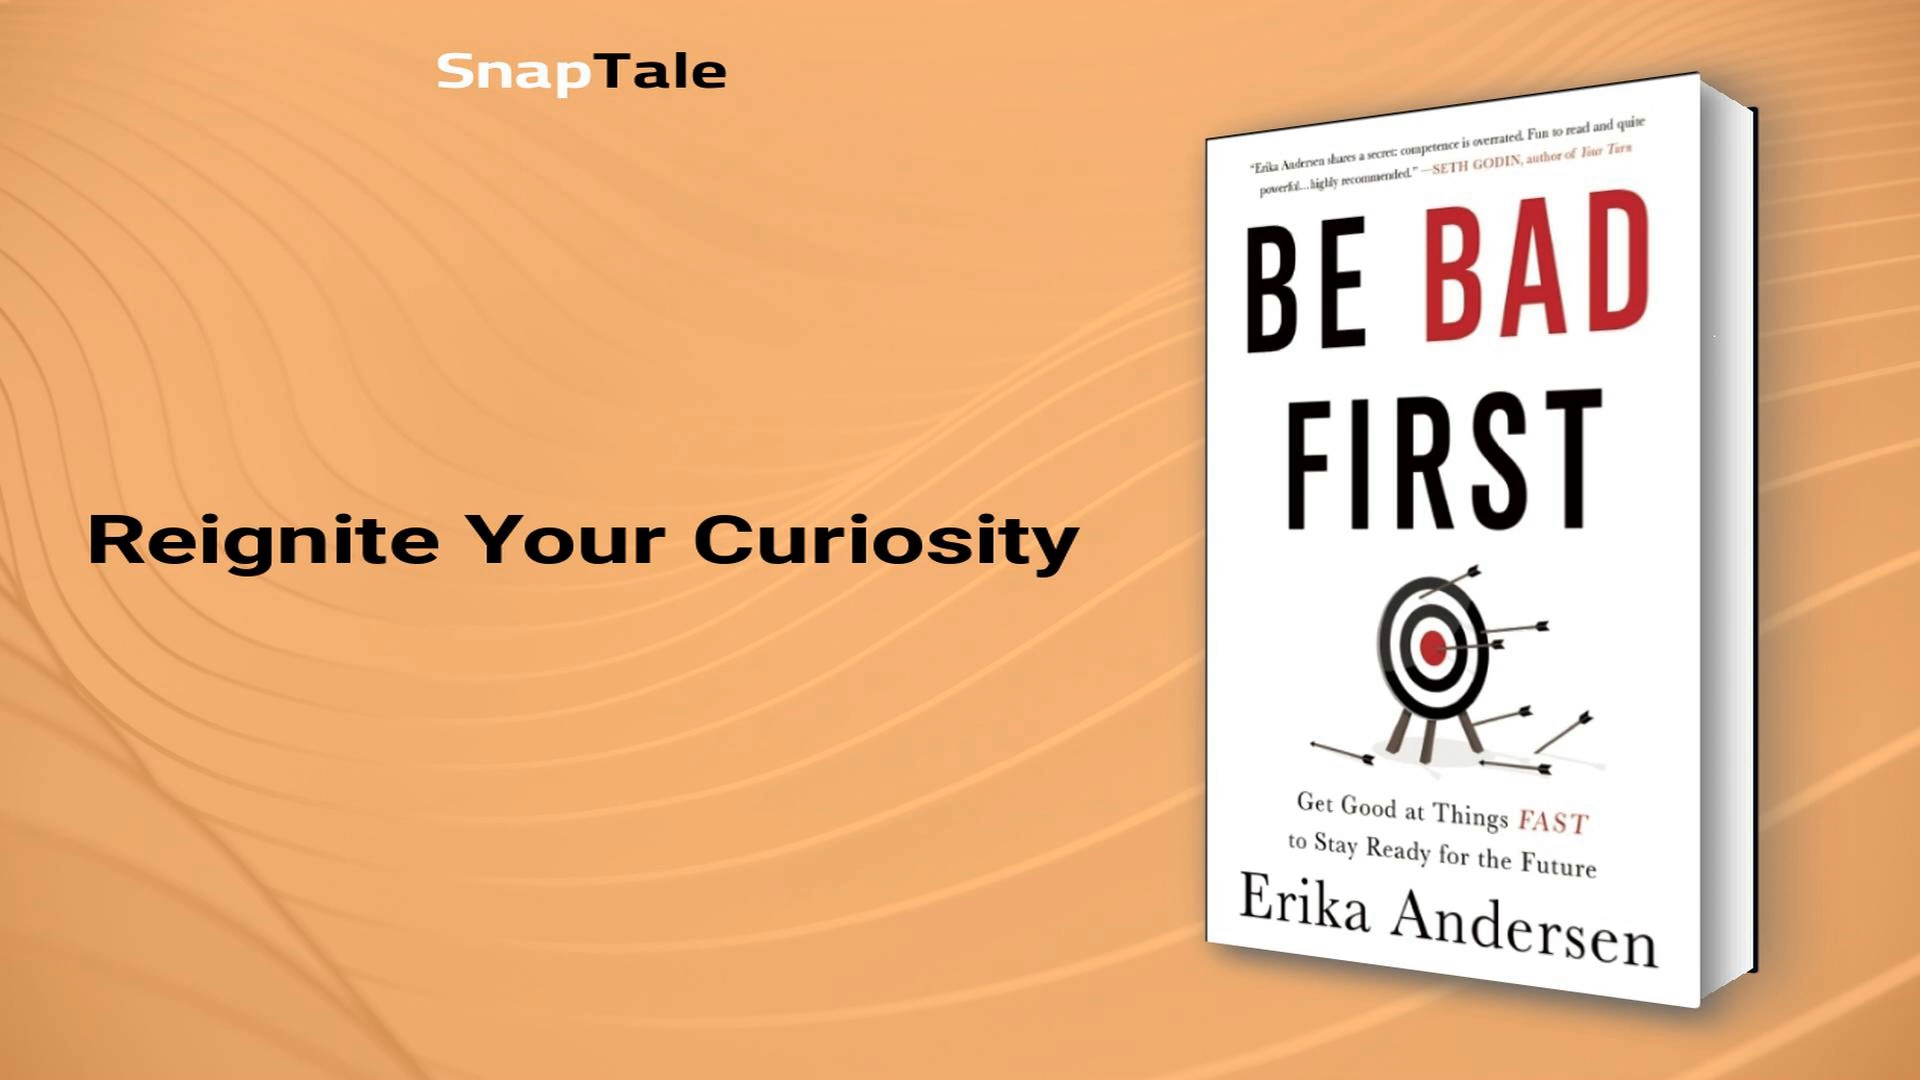 SnapTale
Reignite Your Curiosity
“Erika Andersen shares a secret: competence is overrated. Fun to read and quite
powerful...highly recommended.” —SETH GODIN, author of Your Turn
BE BAD
FIRST
Get Good at Things FAST
to Stay Ready for the Future
Erika Andersen